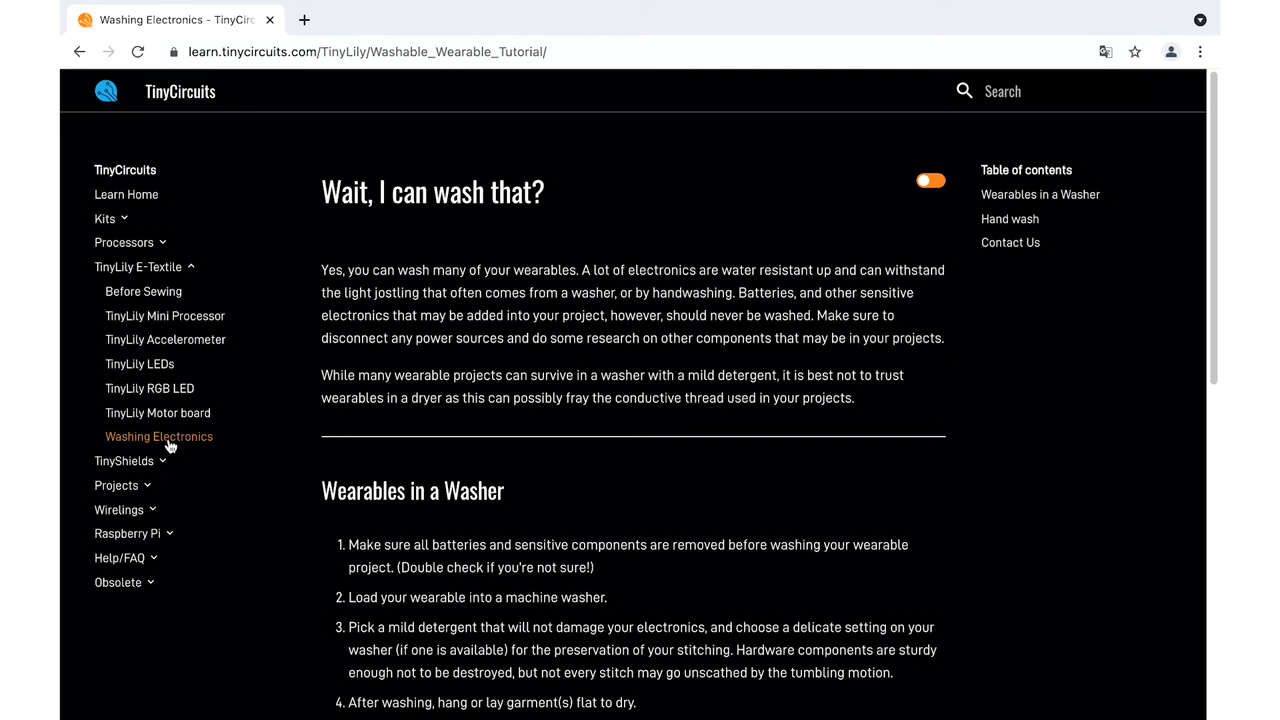 Washing Electronics - TinyCirc
learn.tinycircuits.com/TinyLily/Washable_Wearable_Tutorial/
TinyCircuits
Search
TinyCircuits
Learn Home
Kits
Processors
TinyLily E-Textile
Before Sewing
TinyLily Mini Processor
TinyLily Accelerometer
TinyLily LEDs
TinyLily RGB LED
TinyLily Motor board
Washing Electronics
TinyShields
Projects
Wirelings
Raspberry Pi
Help/FAQ
Obsolete
Wait, I can wash that?
Yes, you can wash many of your wearables. A lot of electronics are water resistant up and can withstand
the light jostling that often comes from a washer, or by handwashing. Batteries, and other sensitive
electronics that may be added into your project, however, should never be washed. Make sure to
disconnect any power sources and do some research on other components that may be in your projects.
While many wearable projects can survive in a washer with a mild detergent, it is best not to trust
wearables in a dryer as this can possibly fray the conductive thread used in your projects.
Wearables in a Washer
1. Make sure all batteries and sensitive components are removed before washing your wearable
project. (Double check if you're not sure!)
2. Load your wearable into a machine washer.
3. Pick a mild detergent that will not damage your electronics, and choose a delicate setting on your
washer (if one is available) for the preservation of your stitching. Hardware components are sturdy
enough not to be destroyed, but not every stitch may go unscathed by the tumbling motion.
4. After washing, hang or lay garment(s) flat to dry.
Table of contents
Wearables in a Washer
Hand wash
Contact Us